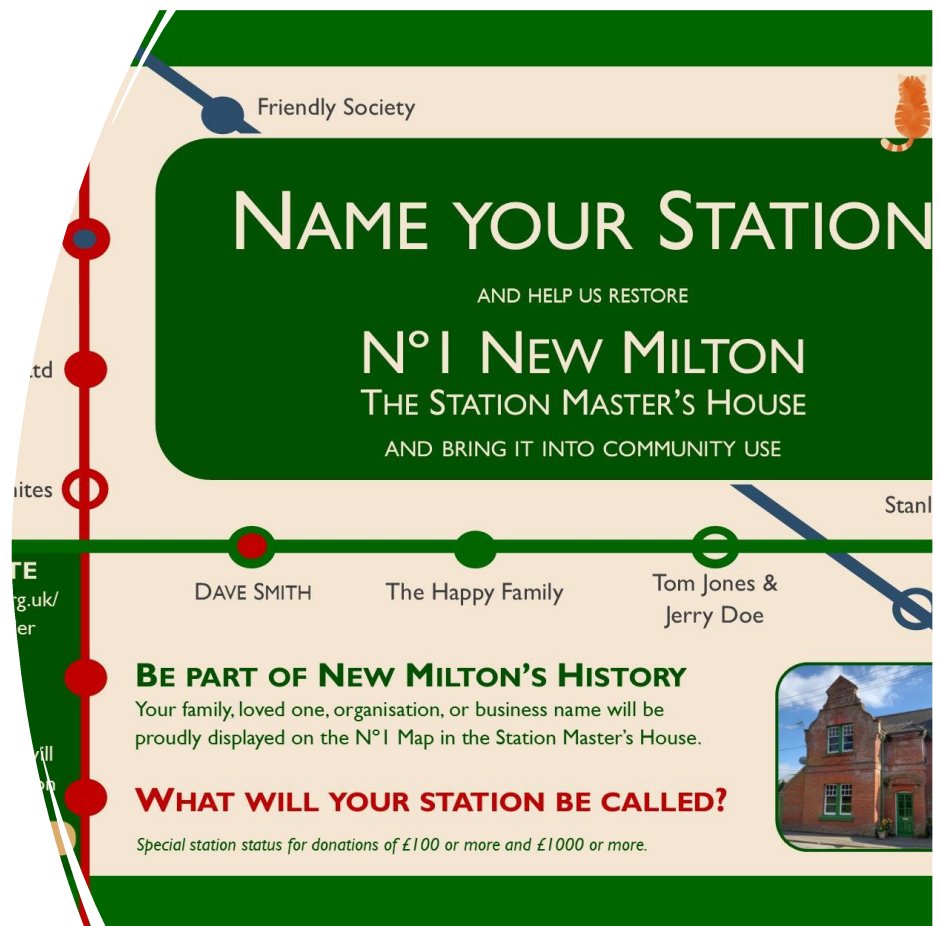 Friendly Society
NAME YOUR STATION
AND HELP US RESTORE
Nº1 NEW MILTON
THE STATION MASTER’S HOUSE
AND BRING IT INTO COMMUNITY USE
DAVE SMITH
The Happy Family
Tom Jones &
Jerry Doe
BE PART OF NEW MILTON’S HISTORY
Your family, loved one, organisation, or business name will be
proudly displayed on the Nº1 Map in the Station Master’s House.
WHAT WILL YOUR STATION BE CALLED?
Special station status for donations of £100 or more and £1000 or more.